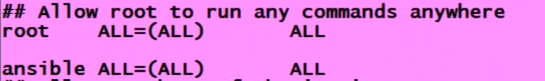 ## Allow root to run any commands anywhere
root    ALL=(ALL)       ALL
ansible ALL=(ALL)       ALL